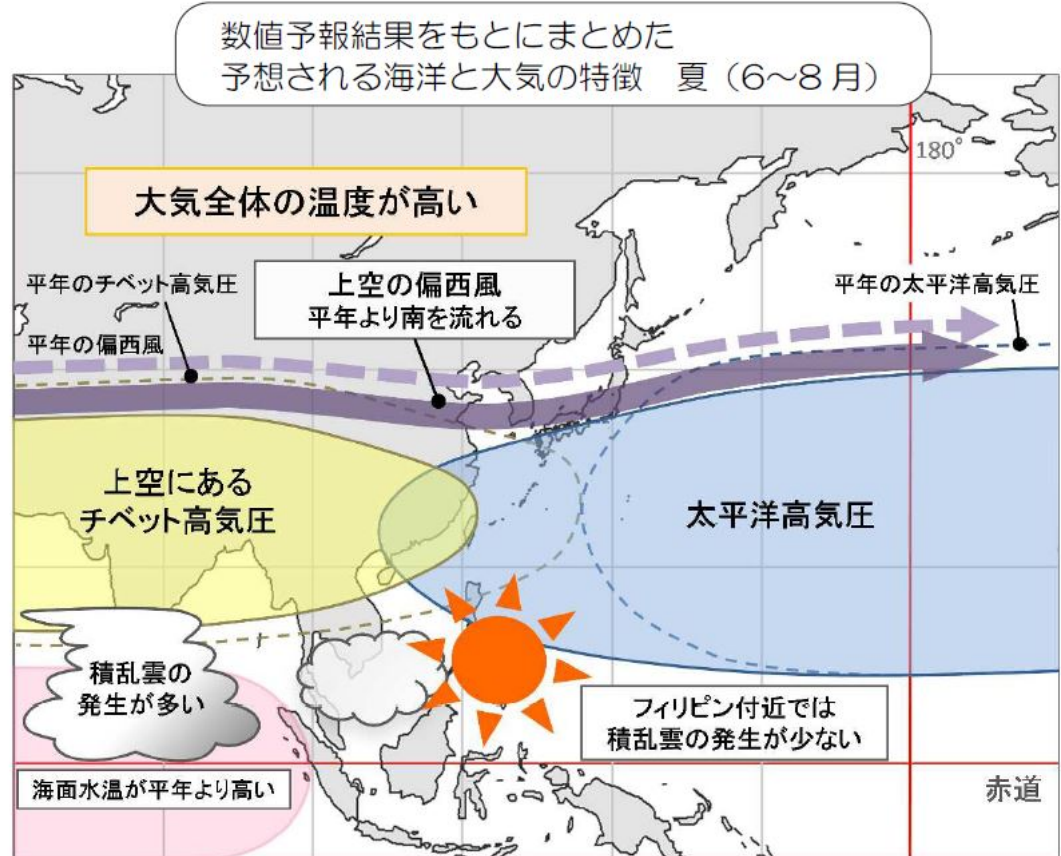 数値予報結果をもとにまとめた
予想される海洋と大気の特徴　夏（6～8月）
180°
大気全体の温度が高い
平年のチベット高気圧
上空の偏西風
平年より南を流れる
平年の太平洋高気圧
平年の偏西風
上空にある
チベット高気圧
太平洋高気圧
積乱雲の
発生が多い
フィリピン付近では
積乱雲の発生が少ない
海面水温が平年より高い
赤道